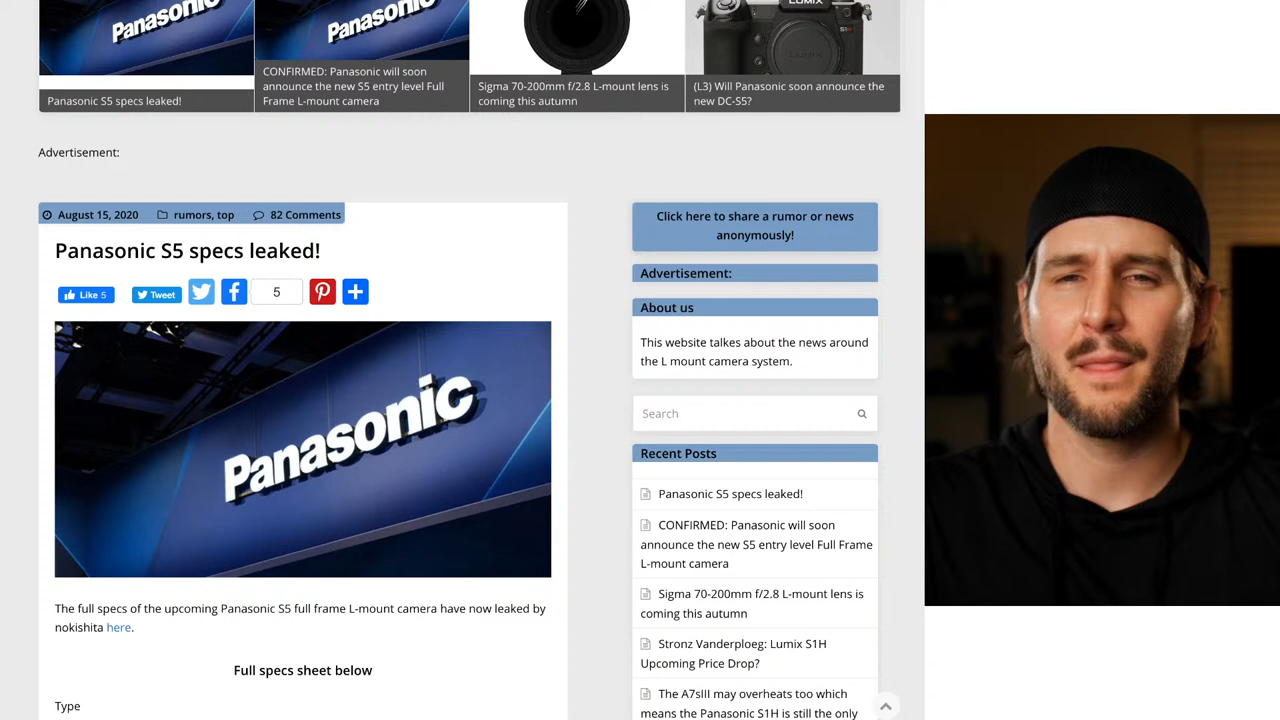 Panasonic
Panasonic
LUMIX
S1R
Panasonic S5 specs leaked!
CONFIRMED: Panasonic will soon
announce the new S5 entry level Full
Frame L-mount camera
Sigma 70-200mm f/2.8 L-mount lens is
coming this autumn
(L3) Will Panasonic soon announce the
new DC-S5?
Advertisement:
August 15, 2020 rumors, top 82 Comments
Panasonic S5 specs leaked!
Like 5 Tweet 5
Panasonic
The full specs of the upcoming Panasonic S5 full frame L-mount camera have now leaked by
nokishita here.
Full specs sheet below
Type
Click here to share a rumor or news
anonymously!
Advertisement:
About us
This website talkes about the news around
the L mount camera system.
Search
Recent Posts
Panasonic S5 specs leaked!
CONFIRMED: Panasonic will soon
announce the new S5 entry level Full Frame
L-mount camera
Sigma 70-200mm f/2.8 L-mount lens is
coming this autumn
Stronz Vanderploeg: Lumix S1H
Upcoming Price Drop?
The A7sIII may overheats too which
means the Panasonic S1H is still the only